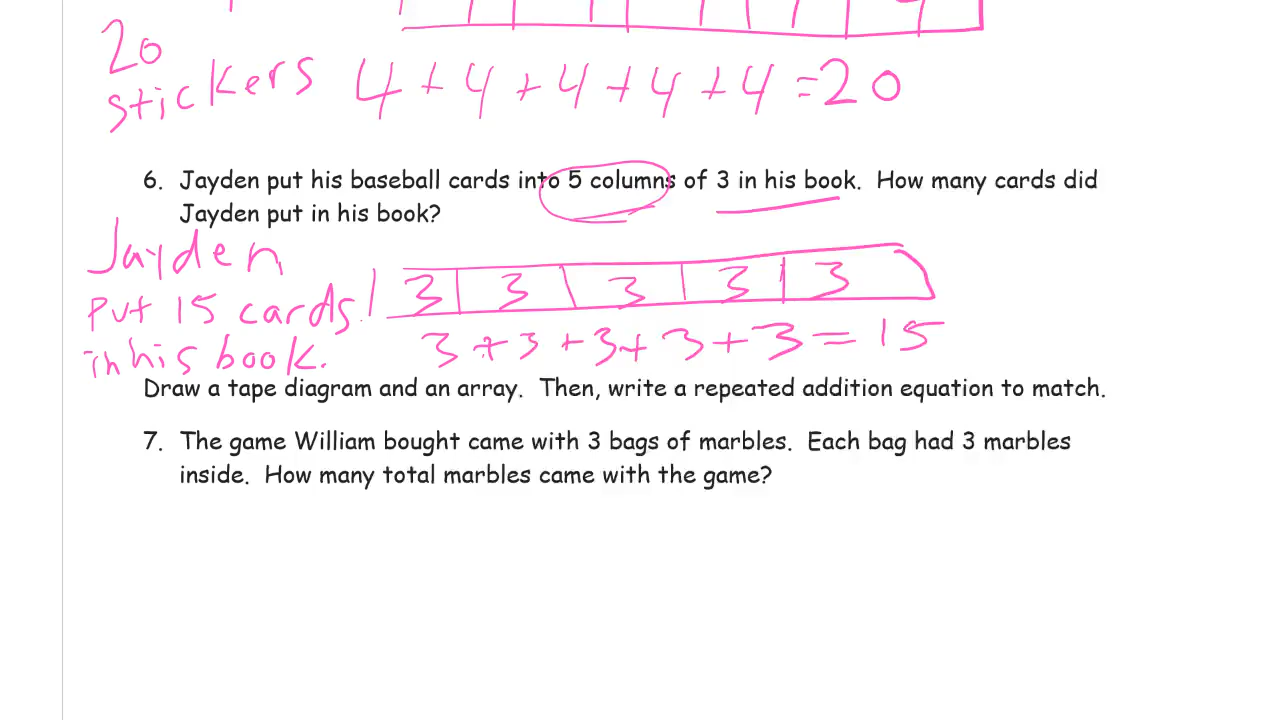 20
stickers 4 + 4 + 4 + 4 + 4 = 20
6. Jayden put his baseball cards into 5 columns of 3 in his book. How many cards did
Jayden put in his book?
Jayden
put 15 cards
in his book.
3 3 3 3 3
3 + 3 + 3 + 3 + 3 = 15
Draw a tape diagram and an array. Then, write a repeated addition equation to match.
7. The game William bought came with 3 bags of marbles. Each bag had 3 marbles
inside. How many total marbles came with the game?